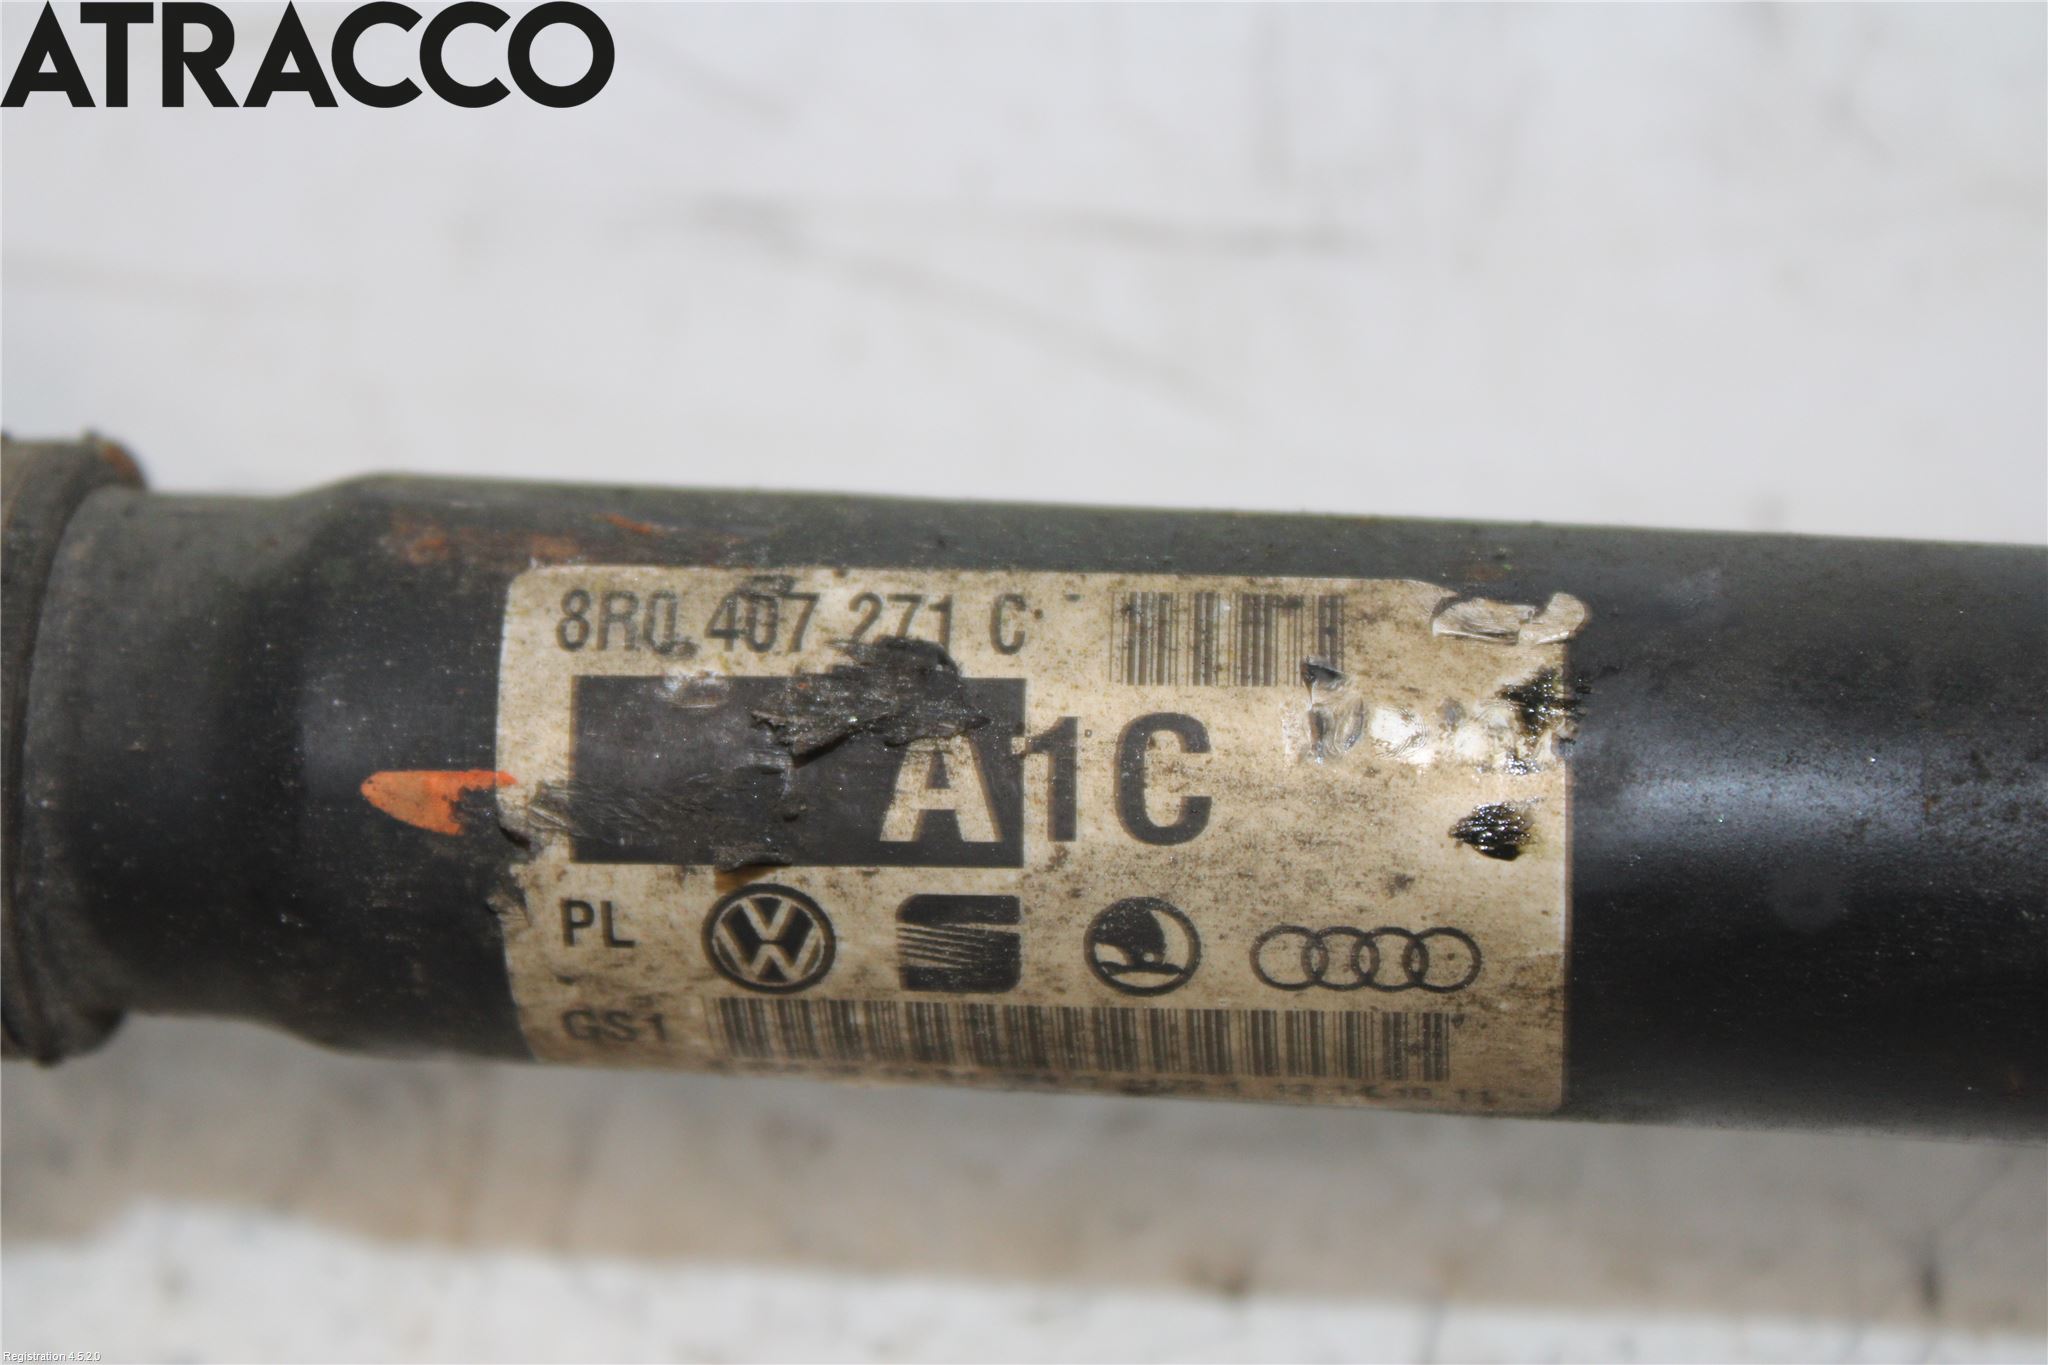 ATRACCO
8R0 407 271 C
A1C
PL
GS1
Registration 4.5.2.0